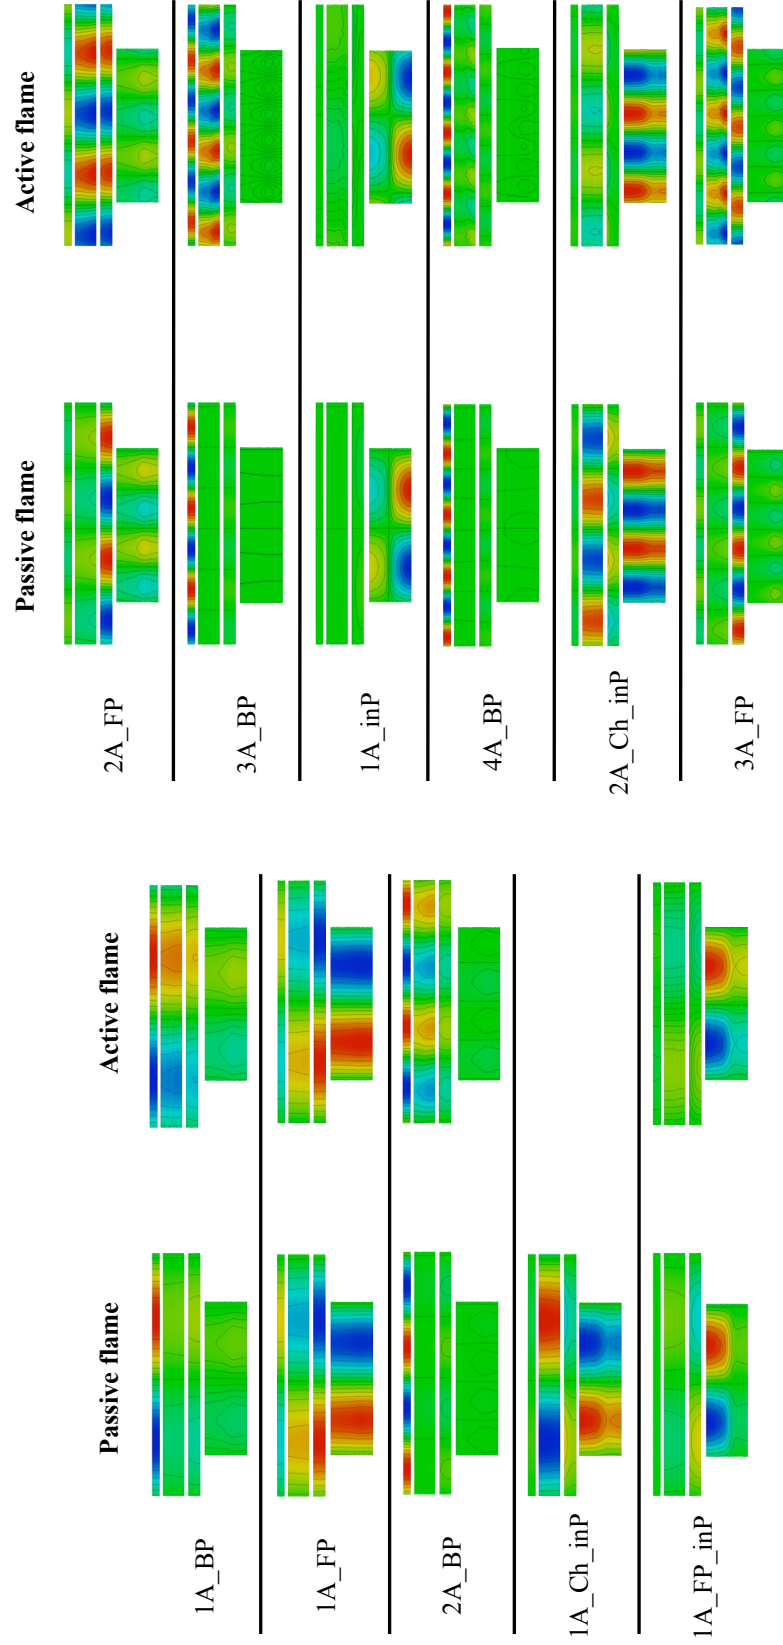 Passive flame
Active flame
1A_BP
1A_FP
2A_BP
1A_Ch_inP
1A_FP_inP
Passive flame
Active flame
2A_FP
3A_BP
1A_inP
4A_BP
2A_Ch_inP
3A_FP